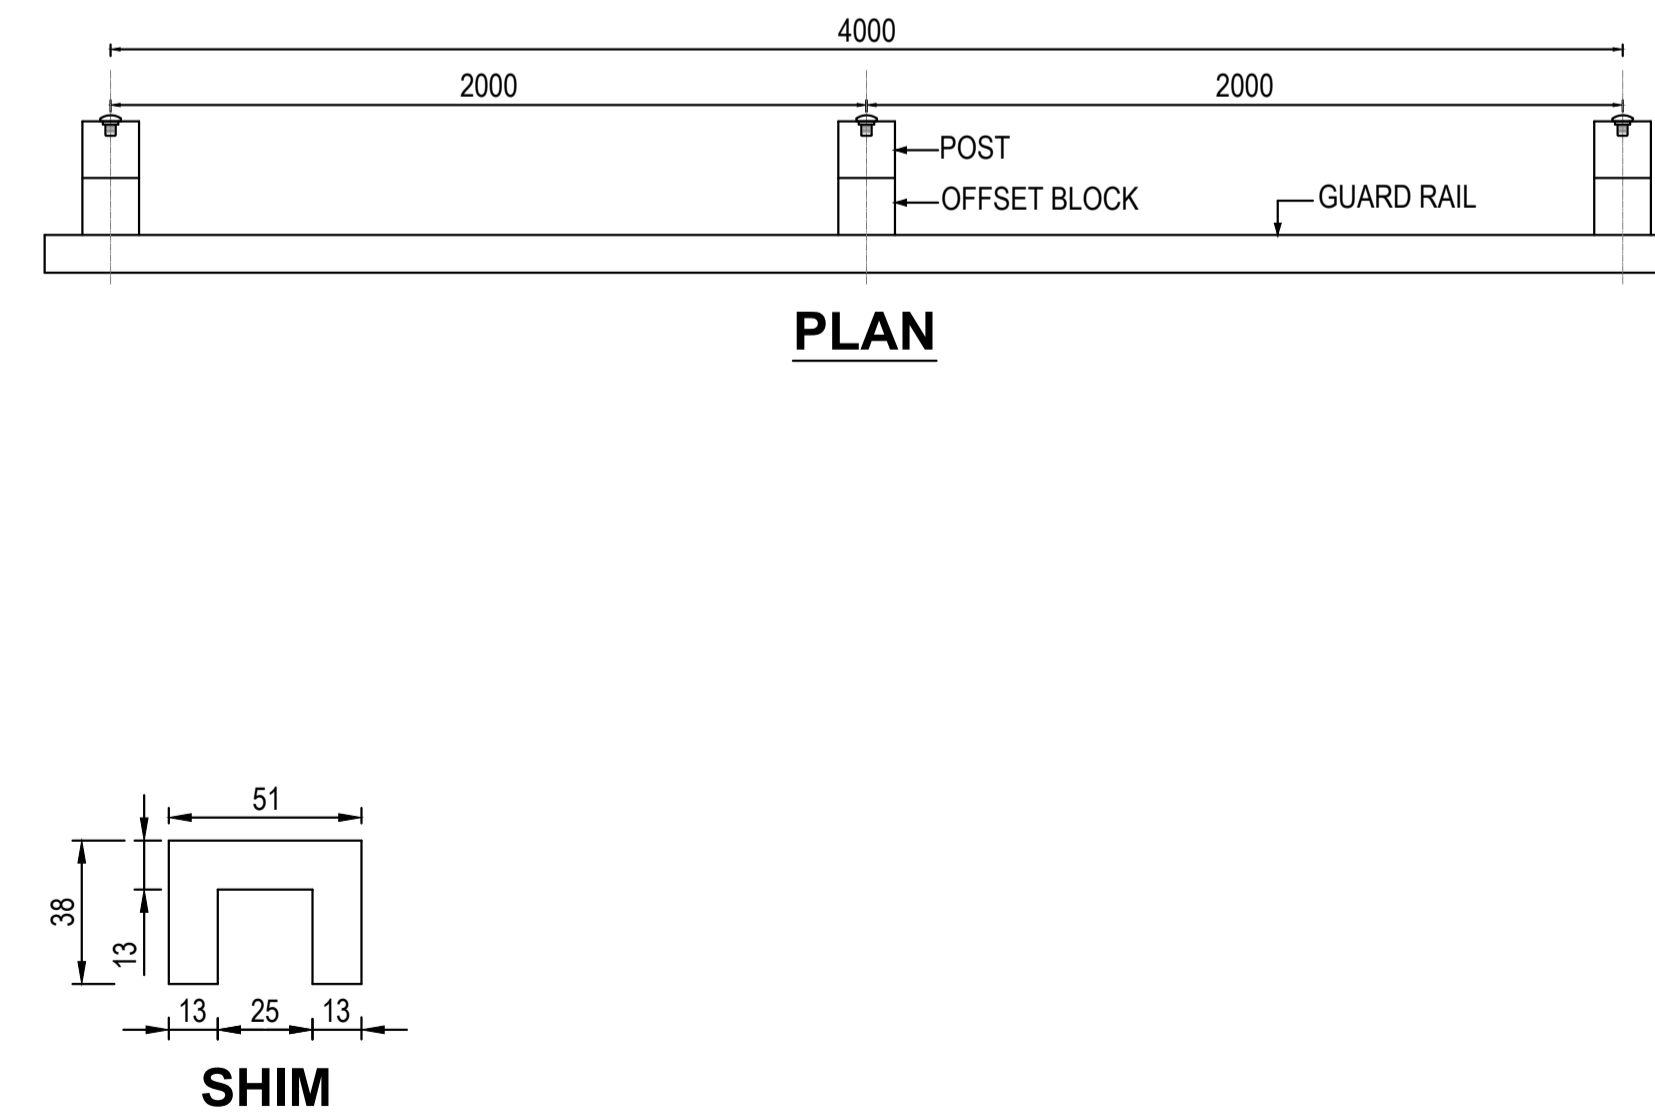 4000
2000 2000
POST
OFFSET BLOCK
GUARD RAIL
PLAN
51
38
13
13 25 13
SHIM